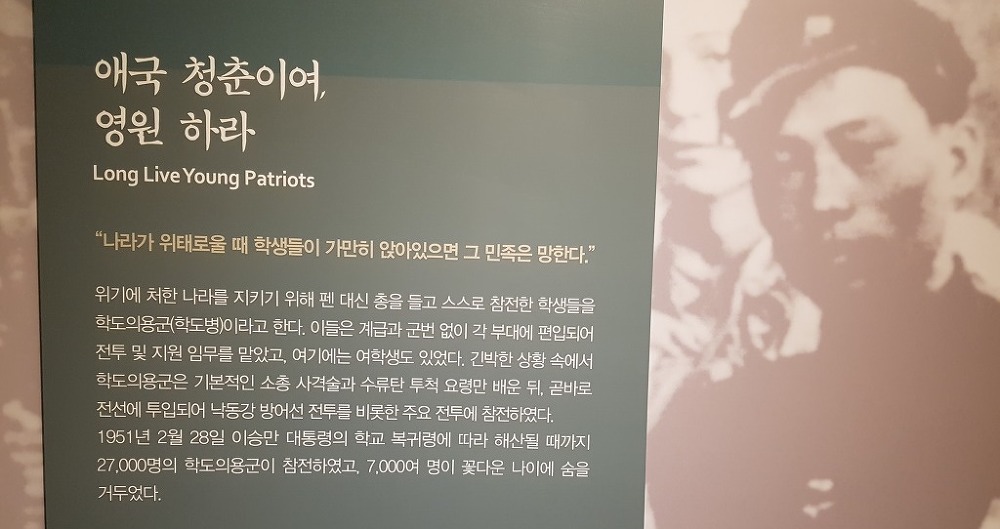 애국 청춘이여,
영원 하라
Long Live Young Patriots
“나라가 위태로울 때 학생들이 가만히 앉아있으면 그 민족은 망한다.”
위기에 처한 나라를 지키기 위해 펜 대신 총을 들고 스스로 참전한 학생들을
학도의용군(학도병)이라고 한다. 이들은 계급과 군번 없이 각 부대에 편입되어
전투 및 지원 임무를 맡았고, 여기에는 여학생도 있었다. 긴박한 상황 속에서
학도의용군은 기본적인 소총 사격술과 수류탄 투척 요령만 배운 뒤, 곧바로
전선에 투입되어 낙동강 방어선 전투를 비롯한 주요 전투에 참전하였다.
1951년 2월 28일 이승만 대통령의 학교 복귀령에 따라 해산될 때까지
27,000명의 학도의용군이 참전하였고, 7,000여 명이 꽃다운 나이에 숨을
거두었다.